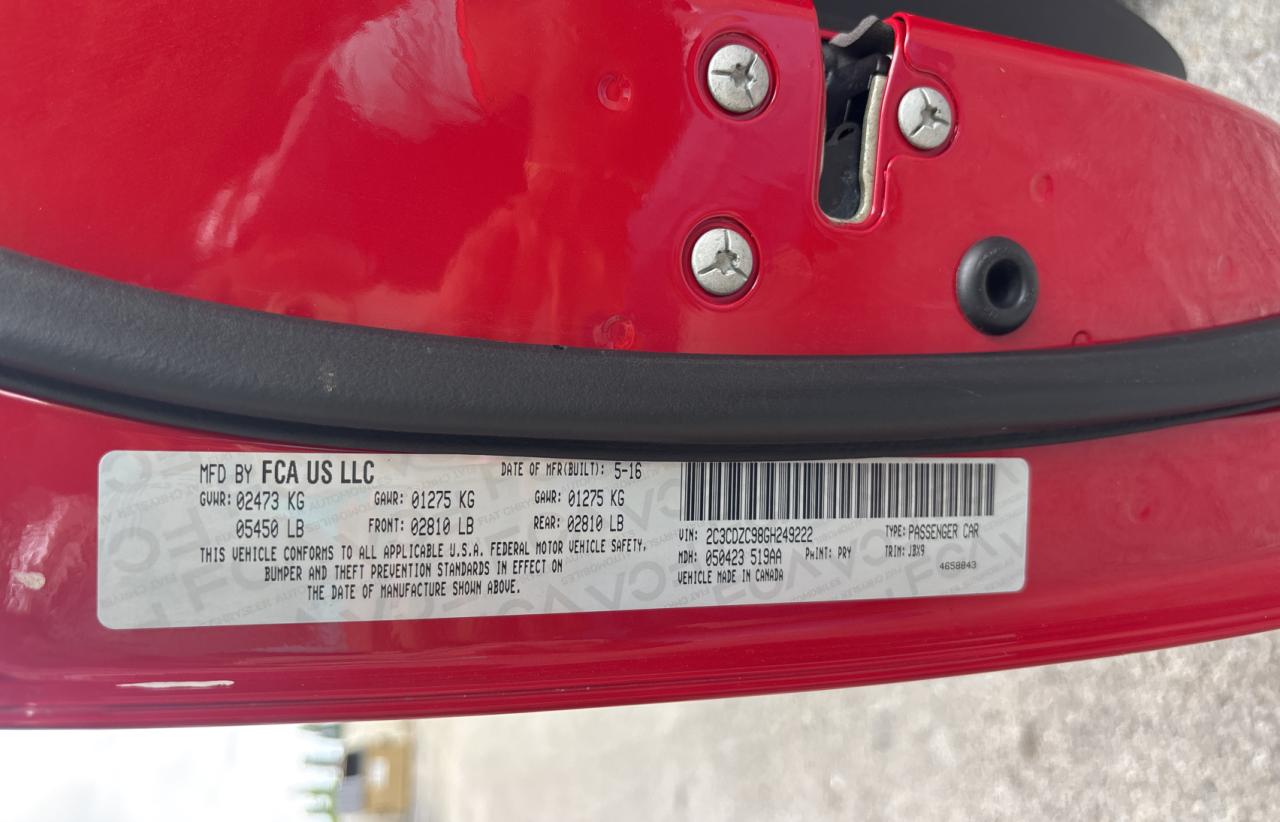 MFD BY FCA US LLC DATE OF MFR(BUILT): 5-16
GVWR: 02473 KG GAWR: 01275 KG GAWR: 01275 KG
05450 LB FRONT: 02810 LB REAR: 02810 LB
THIS VEHICLE CONFORMS TO ALL APPLICABLE U.S.A. FEDERAL MOTOR VEHICLE SAFETY,
BUMPER AND THEFT PREVENTION STANDARDS IN EFFECT ON
THE DATE OF MANUFACTURE SHOWN ABOVE.
VIN: 2C3CDZC98GH249222 TYPE: PASSENGER CAR
MDH: 050423 519AA PAINT: PRY TRIM: JBX9
VEHICLE MADE IN CANADA 4658843